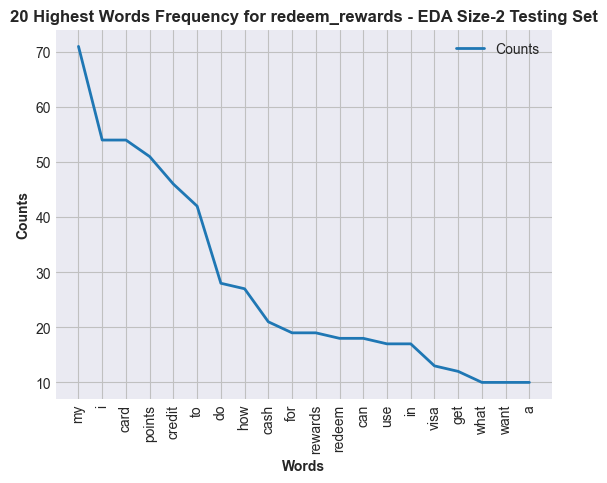 20 Highest Words Frequency for redeem_rewards - EDA Size-2 Testing Set
Counts
70
60
50
40
30
20
10
Counts
my
i
card
points
credit
to
do
how
cash
for
rewards
redeem
can
use
in
visa
get
what
want
a
Words